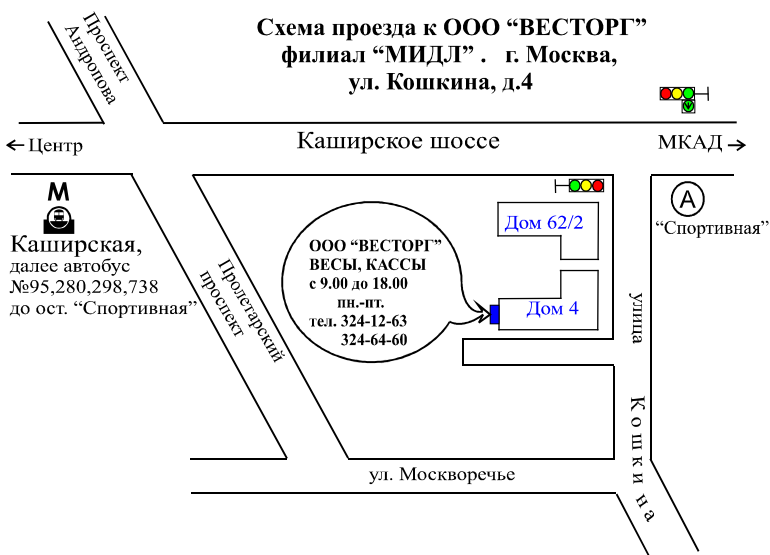 Схема проезда к ООО “ВЕСТОРГ”
филиал “МИДЛ” .   г. Москва,
ул. Кошкина, д.4
Проспект
Андропова
← Центр
Каширское шоссе
МКАД →
М
Каширская,
далее автобус
№95,280,298,738
до ост. “Спортивная”
А
“Спортивная”
Дом 62/2
ООО “ВЕСТОРГ”
ВЕСЫ, КАССЫ
с 9.00 до 18.00
пн.-пт.
тел. 324-12-63
324-64-60
Дом 4
Пролетарский
проспект
улица
Кошкина
ул. Москворечье